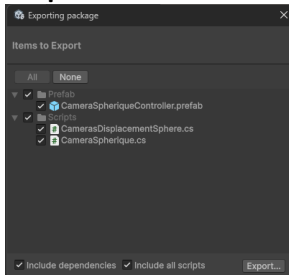 Exporting package
Items to Export
All None
Prefab
CameraSpheriqueController.prefab
Scripts
CamerasDisplacementSphere.cs
CameraSpherique.cs
Include dependencies Include all scripts Export...